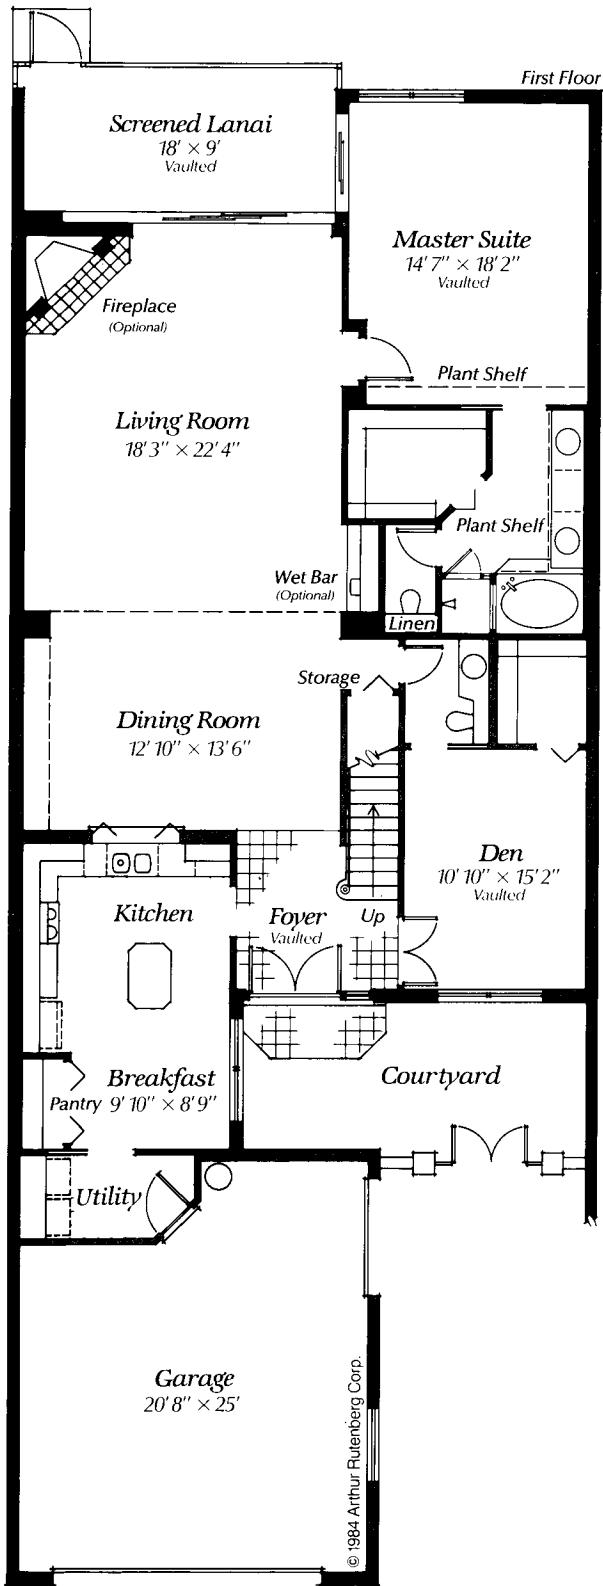 First Floor
Screened Lanai
18' × 9'
Vaulted
Master Suite
14' 7" × 18' 2"
Vaulted
Fireplace
(Optional)
Plant Shelf
Living Room
18' 3" × 22' 4"
Plant Shelf
Wet Bar
(Optional)
Linen
Storage
Dining Room
12' 10" × 13' 6"
Den
10' 10" × 15' 2"
Vaulted
Kitchen
Foyer
Vaulted
Up
Breakfast
9' 10" × 8' 9"
Pantry
Courtyard
Utility
Garage
20' 8" × 25'
© 1984 Arthur Rutenberg Corp.